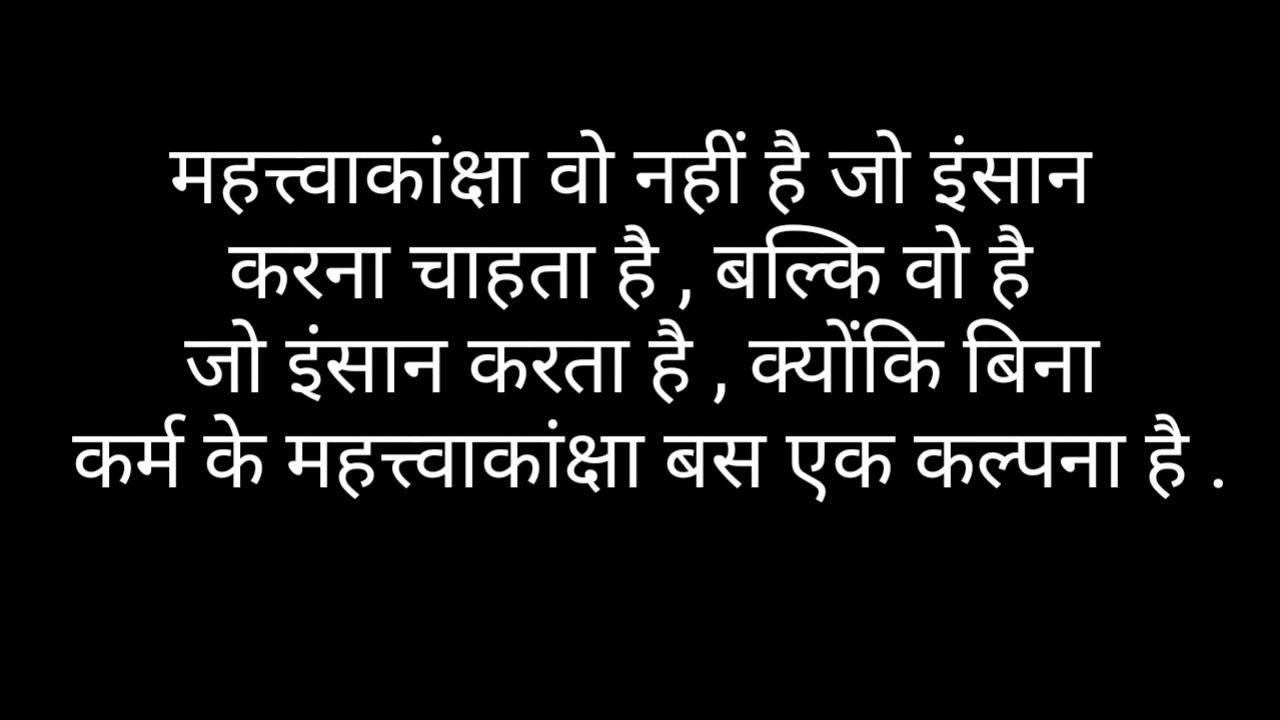 महत्त्वाकांक्षा वो नहीं है जो इंसान
करना चाहता है , बल्कि वो है
जो इंसान करता है , क्योंकि बिना
कर्म के महत्त्वाकांक्षा बस एक कल्पना है .